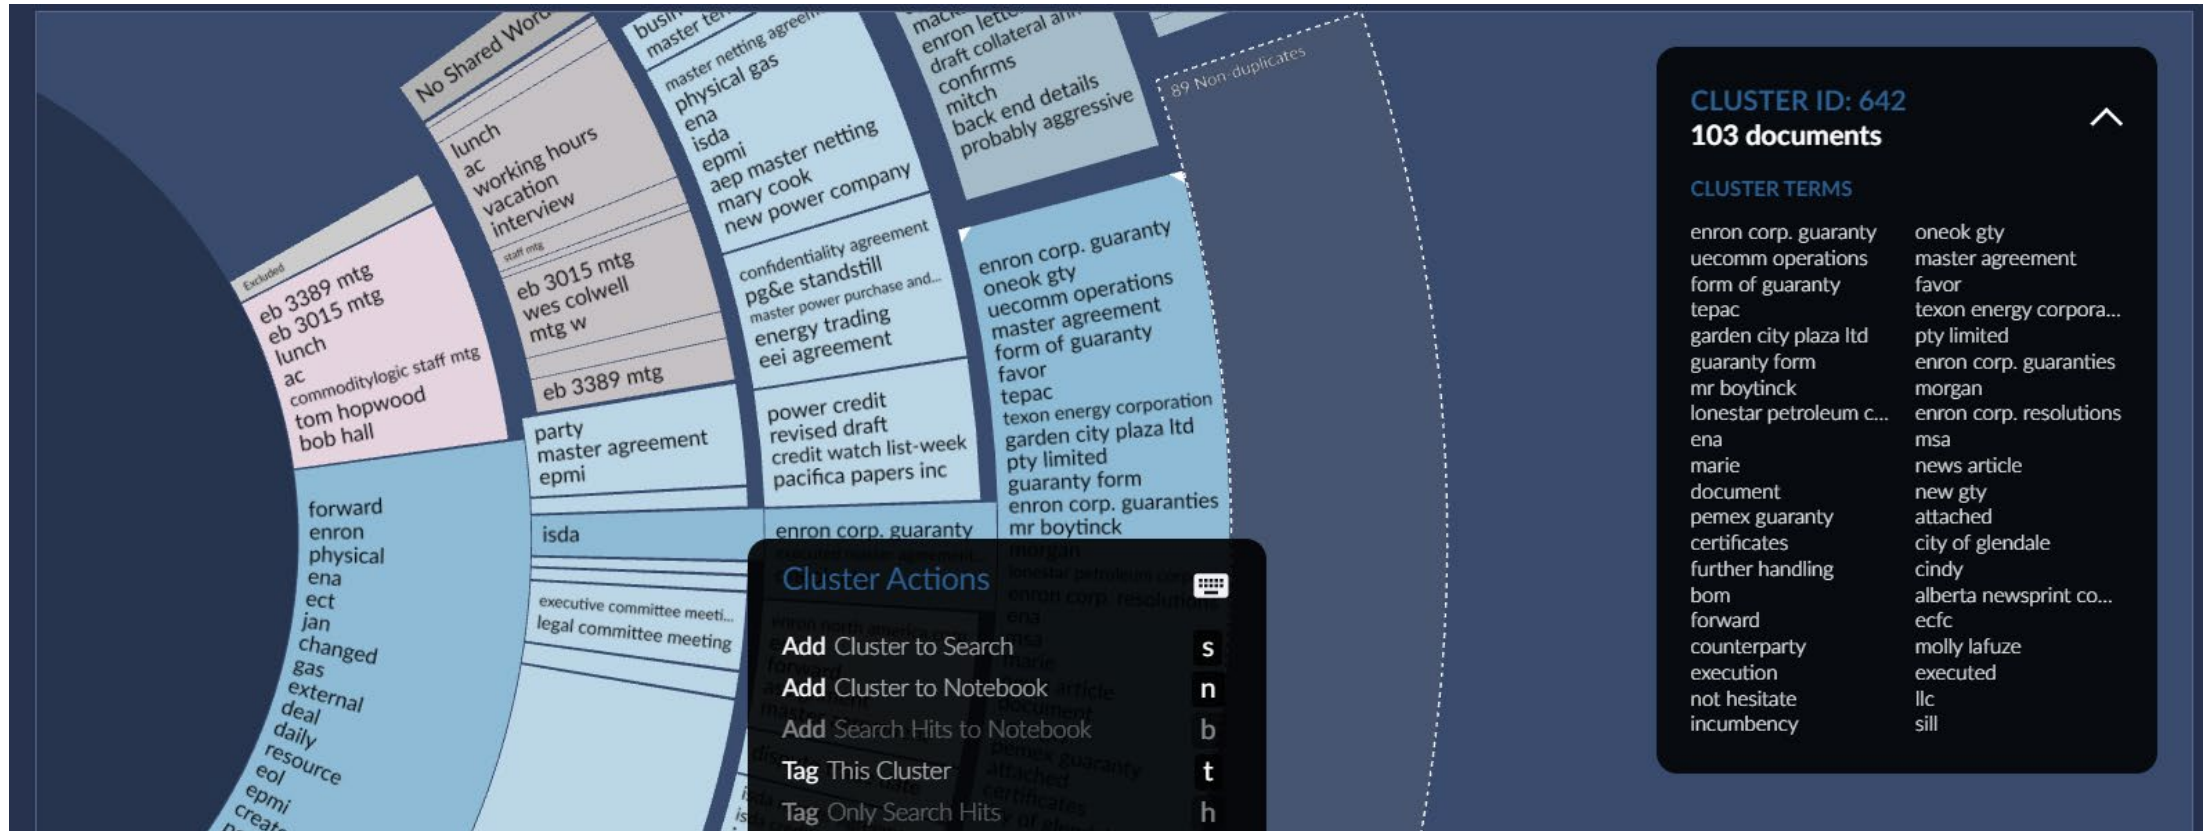 No Shared Word
lunch
ac
working hours
vacation
interview
staff mtg
eb 3015 mtg
wes colwell
mtg w
eb 3389 mtg
Excluded
eb 3389 mtg
eb 3015 mtg
lunch
ac
commoditylogic staff mtg
tom hopwood
bob hall
forward
enron
physical
ena
ect
jan
changed
gas
external
deal
daily
resource
eol
epmi
party
master agreement
epmi
isda
executive committee meeti...
legal committee meeting
master netting agreem
physical gas
ena
isda
epmi
aep master netting
mary cook
new power company
confidentiality agreement
pg&e standstill
master power purchase and...
energy trading
eei agreement
power credit
revised draft
credit watch list-week
pacifica papers inc
enron corp. guaranty
draft collateral ann
confirms
mitch
back end details
probably aggressive
enron corp. guaranty
oneok gty
uecomm operations
master agreement
form of guaranty
favor
tepac
texon energy corporation
garden city plaza ltd
pty limited
guaranty form
enron corp. guaranties
mr boytinck
morgan
enron corp. resolutions
ena
msa
marie
89 Non-duplicates
Cluster Actions
Add Cluster to Search s
Add Cluster to Notebook n
Add Search Hits to Notebook b
Tag This Cluster t
Tag Only Search Hits h
CLUSTER ID: 642
103 documents
CLUSTER TERMS
enron corp. guaranty
uecomm operations
form of guaranty
tepac
garden city plaza ltd
guaranty form
mr boytinck
lonestar petroleum c...
ena
marie
document
pemex guaranty
certificates
further handling
bom
forward
counterparty
execution
not hesitate
incumbency
oneok gty
master agreement
favor
texon energy corpora...
pty limited
enron corp. guaranties
morgan
enron corp. resolutions
msa
news article
new gty
attached
city of glendale
cindy
alberta newsprint co...
ecfc
molly lafuze
executed
llc
sill